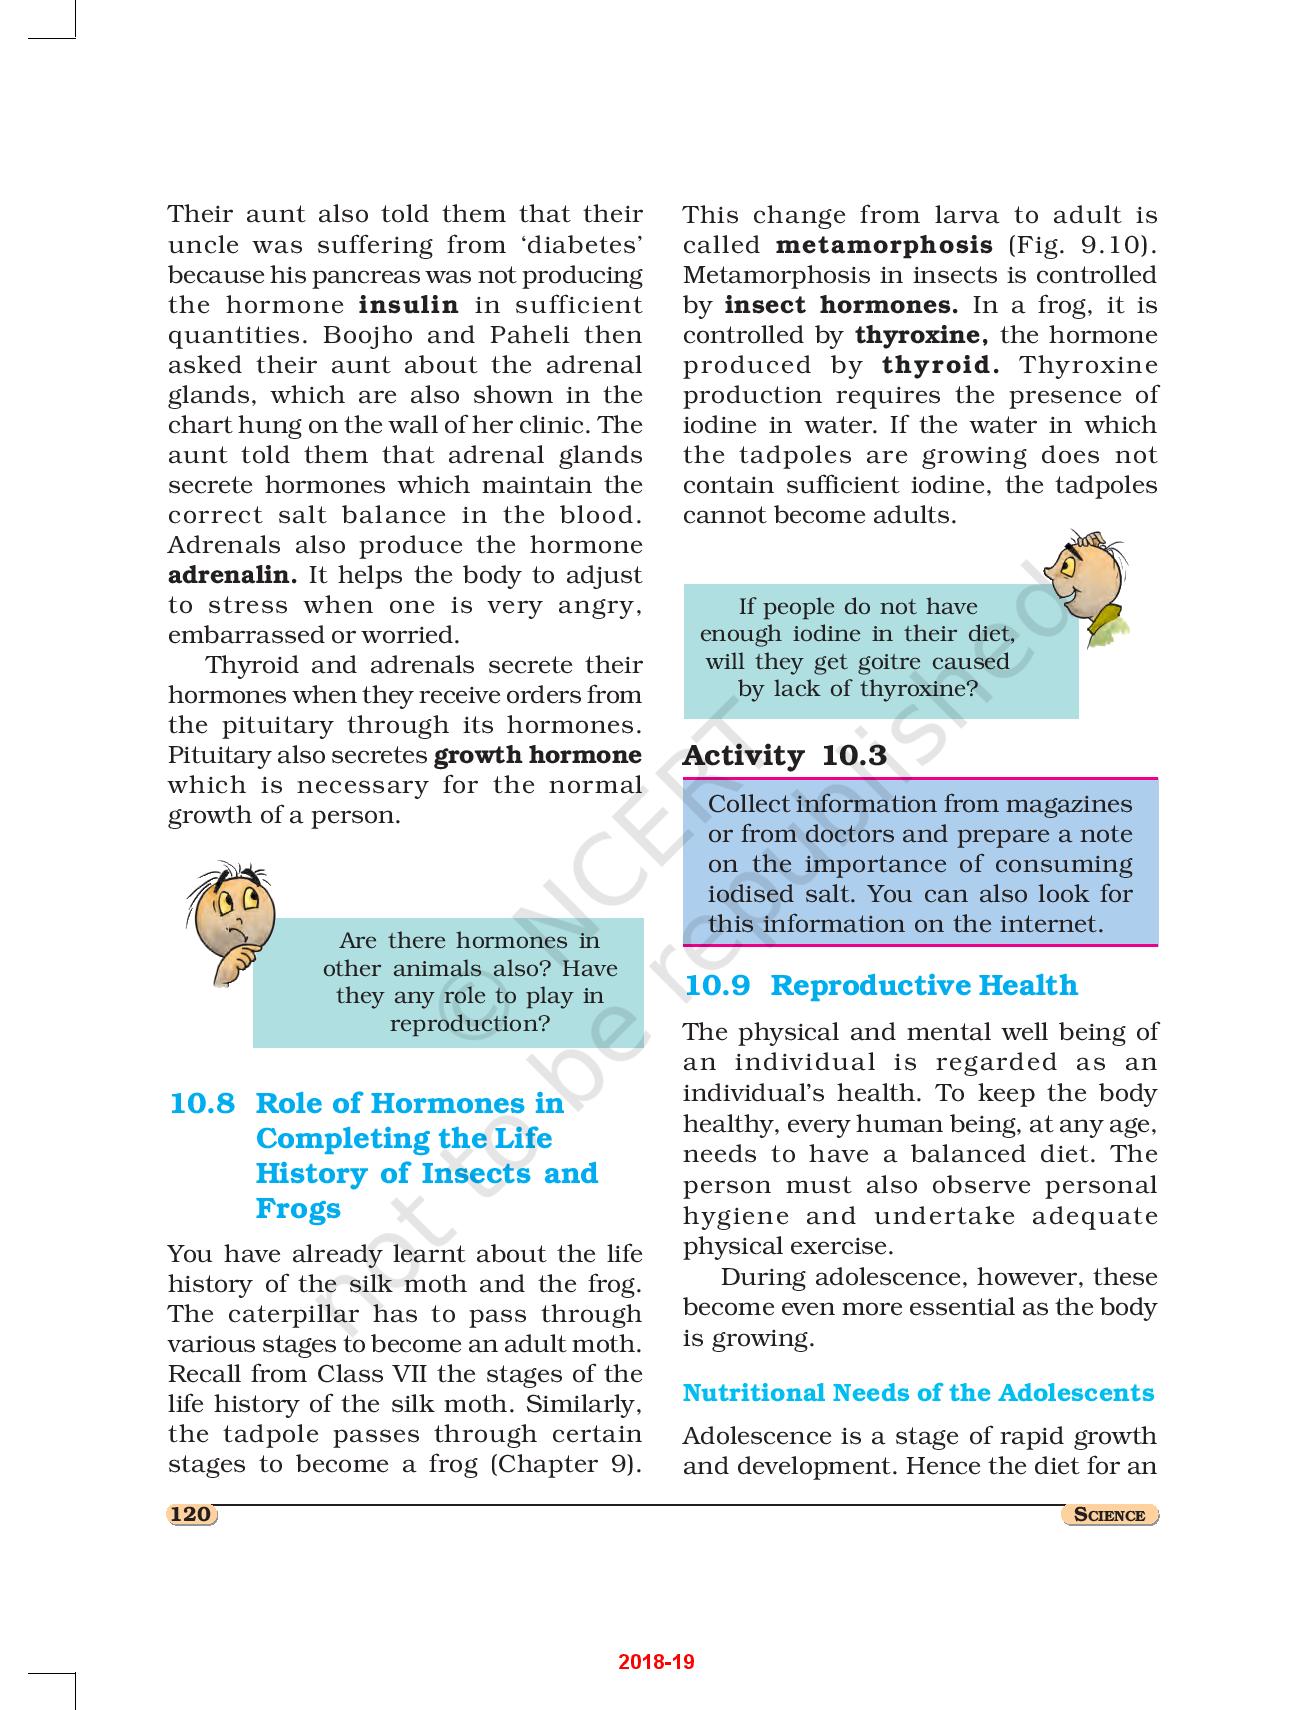 Their aunt also told them that their
uncle was suffering from ‘diabetes’
because his pancreas was not producing
the hormone insulin in sufficient
quantities. Boojho and Paheli then
asked their aunt about the adrenal
glands, which are also shown in the
chart hung on the wall of her clinic. The
aunt told them that adrenal glands
secrete hormones which maintain the
correct salt balance in the blood.
Adrenals also produce the hormone
adrenalin. It helps the body to adjust
to stress when one is very angry,
embarrassed or worried.
Thyroid and adrenals secrete their
hormones when they receive orders from
the pituitary through its hormones.
Pituitary also secretes growth hormone
which is necessary for the normal
growth of a person.
Are there hormones in
other animals also? Have
they any role to play in
reproduction?
10.8 Role of Hormones in
Completing the Life
History of Insects and
Frogs
You have already learnt about the life
history of the silk moth and the frog.
The caterpillar has to pass through
various stages to become an adult moth.
Recall from Class VII the stages of the
life history of the silk moth. Similarly,
the tadpole passes through certain
stages to become a frog (Chapter 9).
This change from larva to adult is
called metamorphosis (Fig. 9.10).
Metamorphosis in insects is controlled
by insect hormones. In a frog, it is
controlled by thyroxine, the hormone
produced by thyroid. Thyroxine
production requires the presence of
iodine in water. If the water in which
the tadpoles are growing does not
contain sufficient iodine, the tadpoles
cannot become adults.
If people do not have
enough iodine in their diet,
will they get goitre caused
by lack of thyroxine?
Activity 10.3
Collect information from magazines
or from doctors and prepare a note
on the importance of consuming
iodised salt. You can also look for
this information on the internet.
10.9 Reproductive Health
The physical and mental well being of
an individual is regarded as an
individual’s health. To keep the body
healthy, every human being, at any age,
needs to have a balanced diet. The
person must also observe personal
hygiene and undertake adequate
physical exercise.
During adolescence, however, these
become even more essential as the body
is growing.
Nutritional Needs of the Adolescents
Adolescence is a stage of rapid growth
and development. Hence the diet for an
© NCERT
not to be republished
120
SCIENCE
2018-19